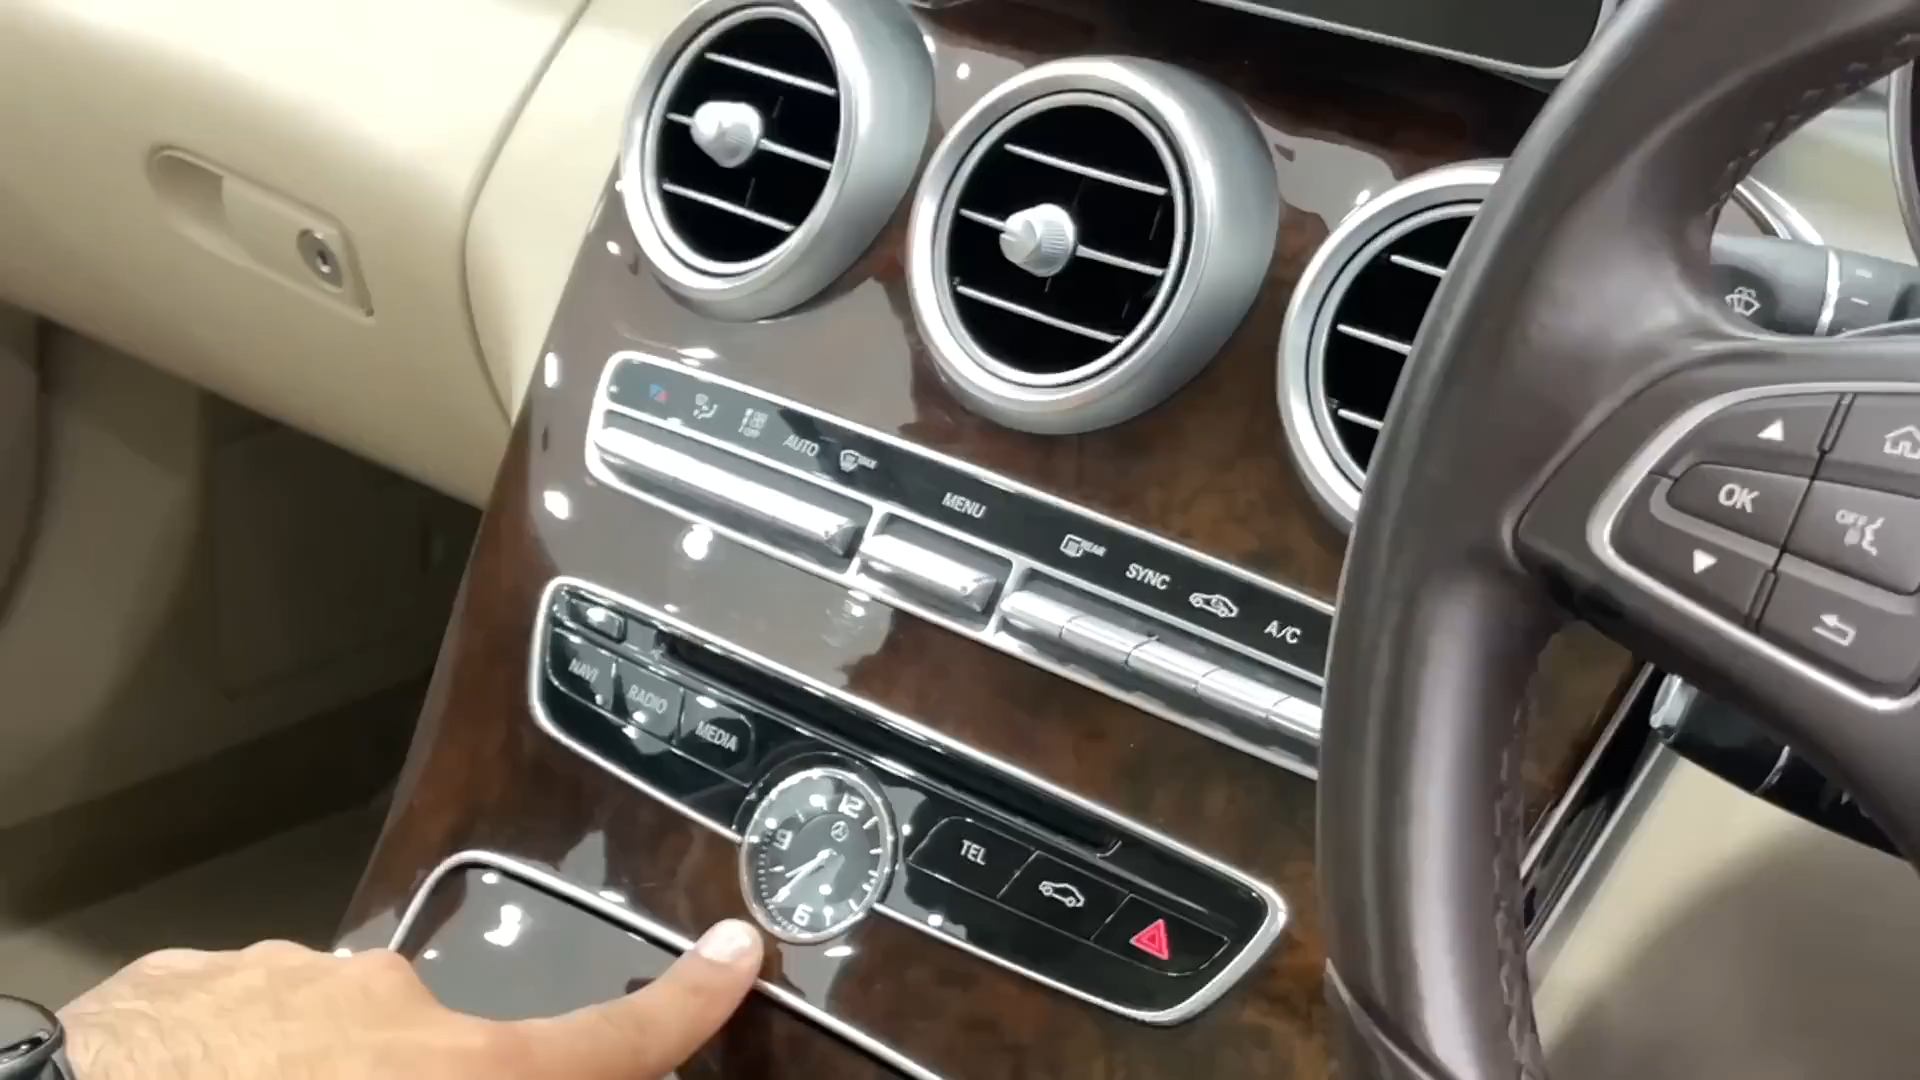 AUTO
MENU
REAR
SYNC
A/C
OK
OFF
NAVI
RADIO
MEDIA
12
9
6
TEL